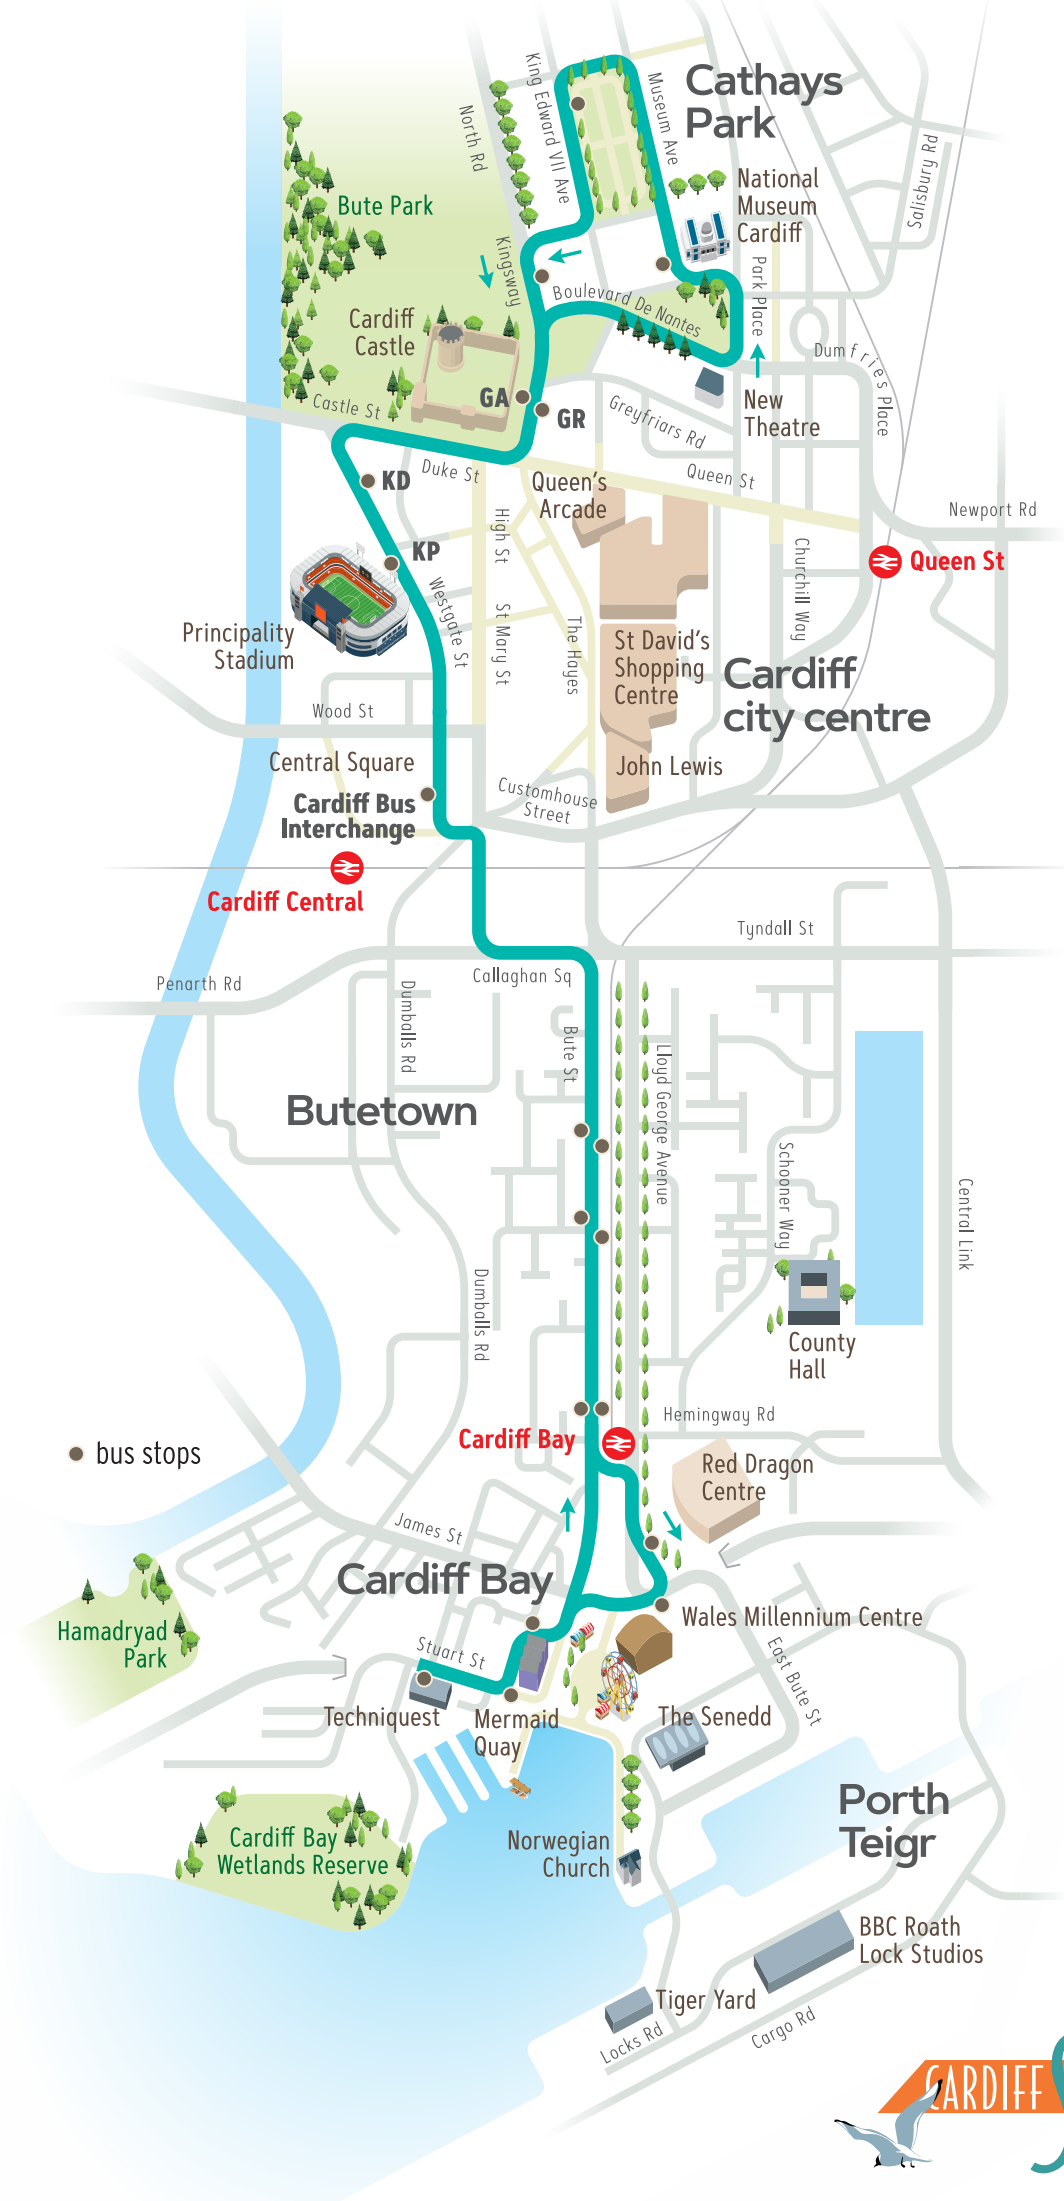 Cathays
Park
King Edward VII Ave
Museum Ave
North Rd
Salisbury Rd
National
Museum
Cardiff
Bute Park
Kingsway
Park Place
Boulevard De Nantes
Cardiff
Castle
Dumfries Place
GA
GR
Castle St
Greyfriars Rd
New
Theatre
Duke St
KD
Queen's
Arcade
Queen St
Newport Rd
High St
KP
Queen St
Churchill Way
Westgate St
St Mary St
The Hayes
Principality
Stadium
St David's
Shopping
Centre
Cardiff
city centre
Wood St
Central Square
John Lewis
Customhouse
Street
Cardiff Bus
Interchange
Cardiff Central
Tyndall St
Callaghan Sq
Penarth Rd
Dumballs Rd
Bute St
Lloyd George Avenue
Butetown
Schooner Way
Central Link
Dumballs Rd
County
Hall
Hemingway Rd
Cardiff Bay
bus stops
Red Dragon
Centre
James St
Cardiff Bay
Wales Millennium Centre
Hamadryad
Park
Stuart St
East Bute St
Techniquest
Mermaid
Quay
The Senedd
Porth
Teigr
Cardiff Bay
Wetlands Reserve
Norwegian
Church
BBC Roath
Lock Studios
Tiger Yard
Locks Rd
Cargo Rd
CARDIFF